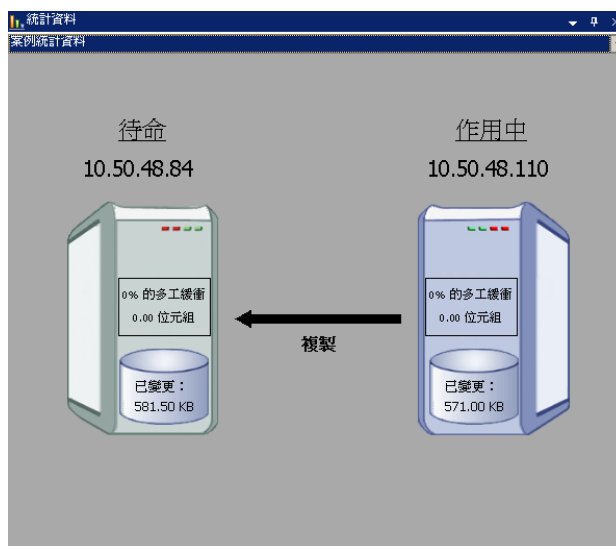 統計資料
案例統計資料
待命
作用中
10.50.48.84
10.50.48.110
0% 的多工緩衝
0.00 位元組
0% 的多工緩衝
0.00 位元組
複製
已變更：
581.50 KB
已變更：
571.00 KB